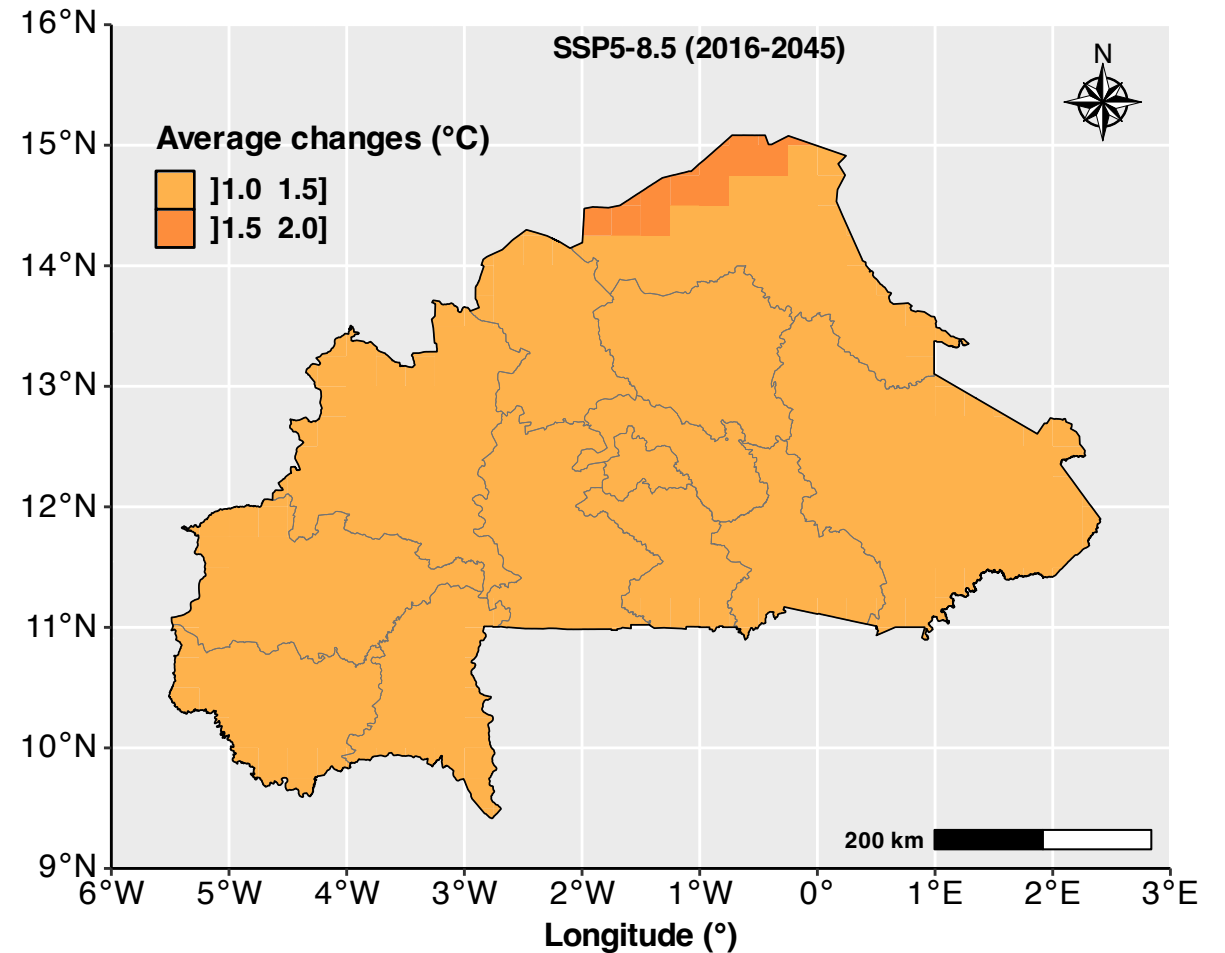 16°N
SSP5-8.5 (2016-2045)
N
15°N
Average changes (°C)
]1.0 1.5]
]1.5 2.0]
14°N
13°N
12°N
11°N
10°N
200 km
9°N
6°W 5°W 4°W 3°W 2°W 1°W 0° 1°E 2°E 3°E
Longitude (°)